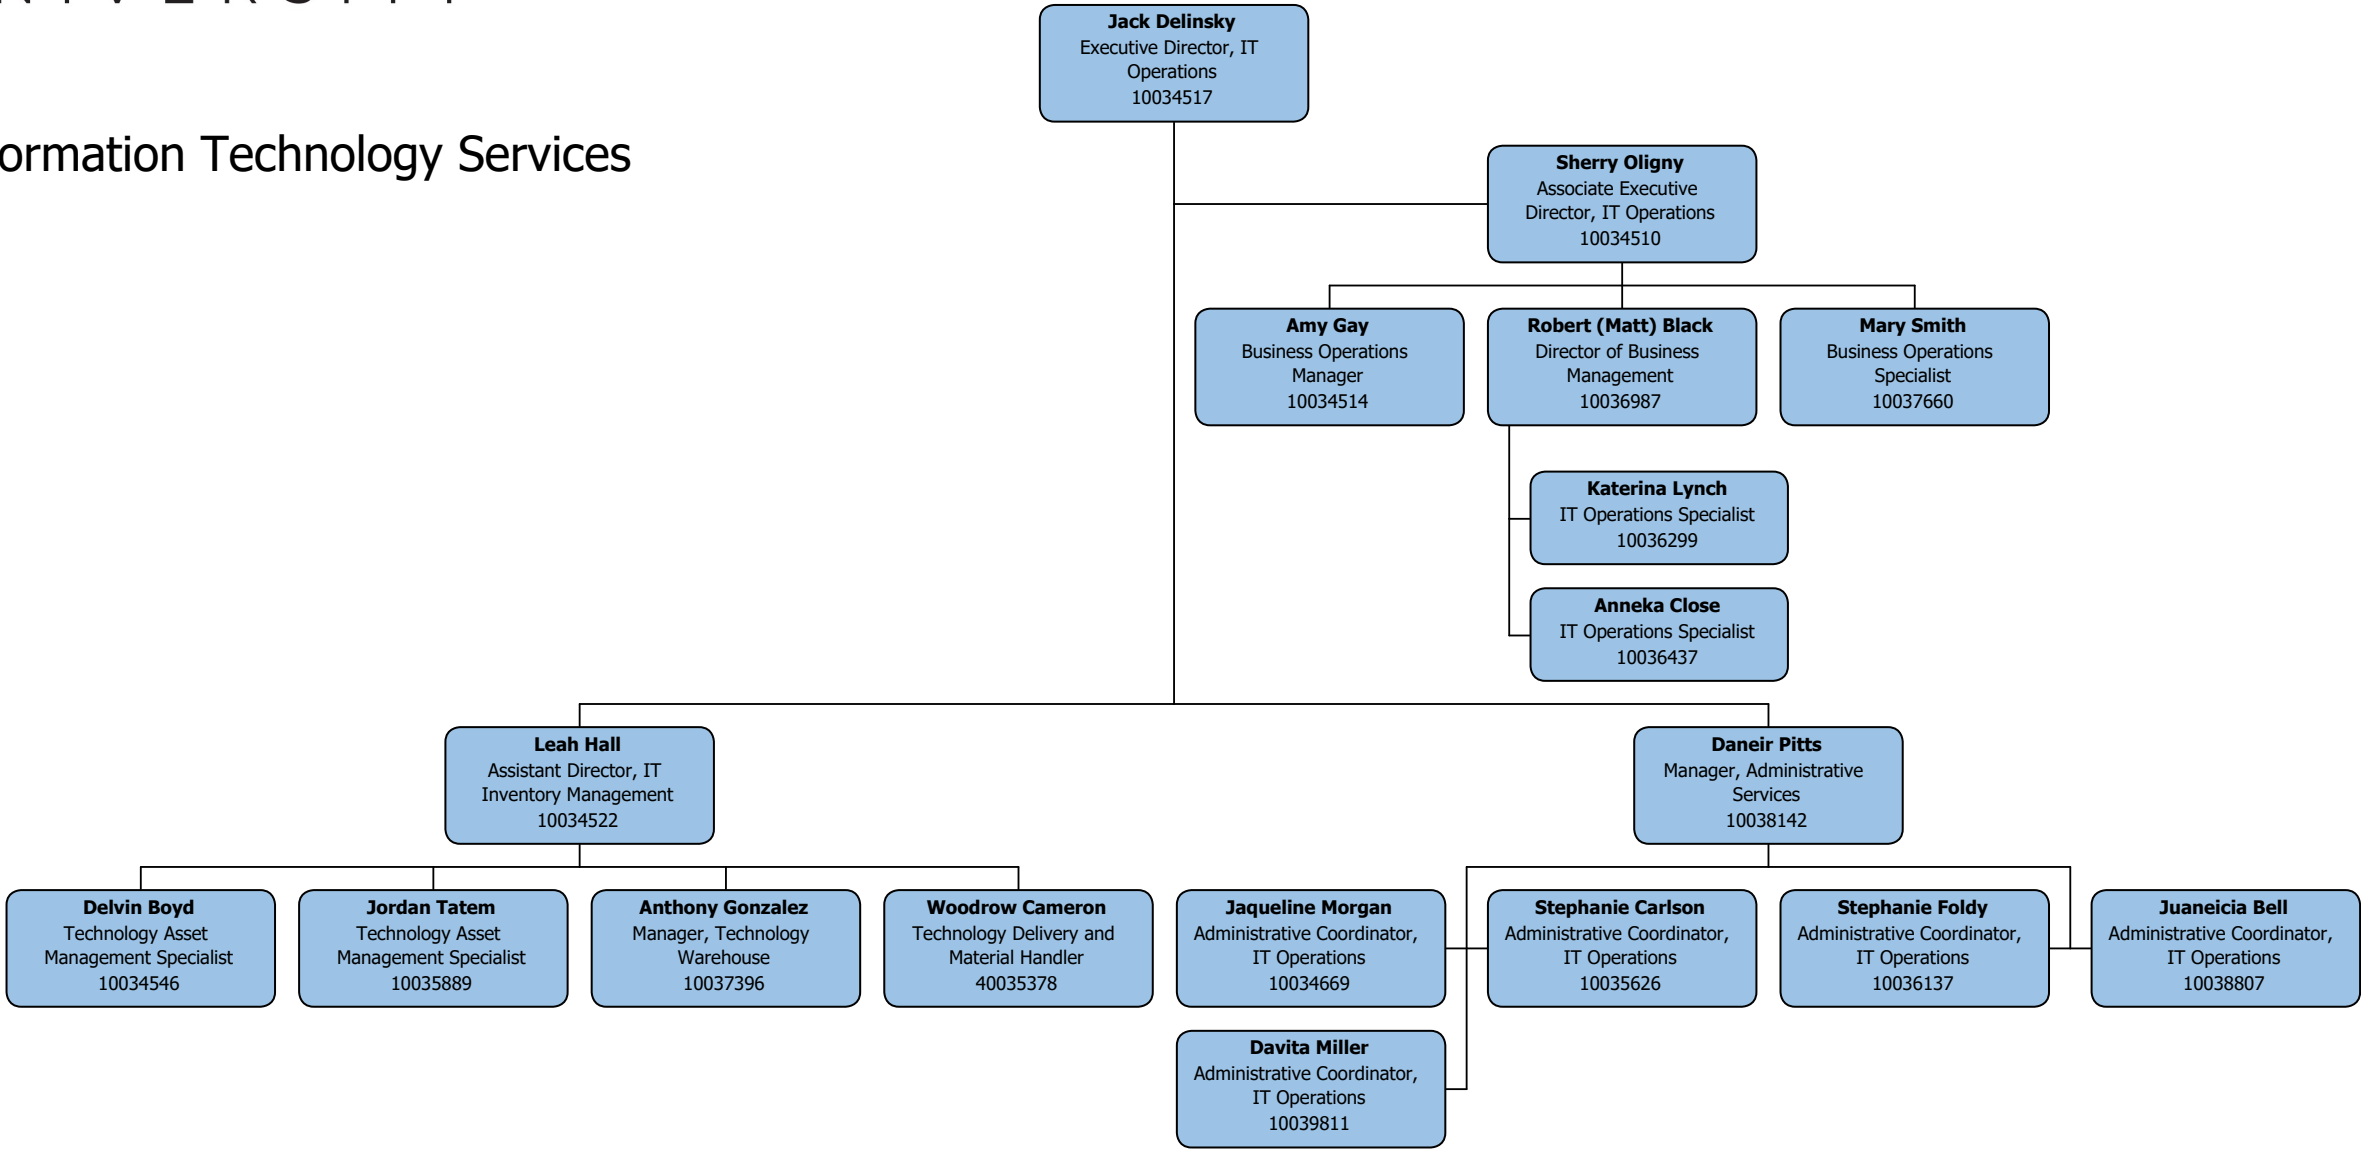 Jack Delinsky
Executive Director, IT
Operations
10034517
ormation Technology Services
Sherry Oligny
Associate Executive
Director, IT Operations
10034510
Amy Gay
Business Operations
Manager
10034514
Robert (Matt) Black
Director of Business
Management
10036987
Mary Smith
Business Operations
Specialist
10037660
Katerina Lynch
IT Operations Specialist
10036299
Anneka Close
IT Operations Specialist
10036437
Leah Hall
Assistant Director, IT
Inventory Management
10034522
Daneir Pitts
Manager, Administrative
Services
10038142
Delvin Boyd
Technology Asset
Management Specialist
10034546
Jordan Tatem
Technology Asset
Management Specialist
10035889
Anthony Gonzalez
Manager, Technology
Warehouse
10037396
Woodrow Cameron
Technology Delivery and
Material Handler
40035378
Jaqueline Morgan
Administrative Coordinator,
IT Operations
10034669
Stephanie Carlson
Administrative Coordinator,
IT Operations
10035626
Stephanie Foldy
Administrative Coordinator,
IT Operations
10036137
Juaneicia Bell
Administrative Coordinator,
IT Operations
10038807
Davita Miller
Administrative Coordinator,
IT Operations
10039811